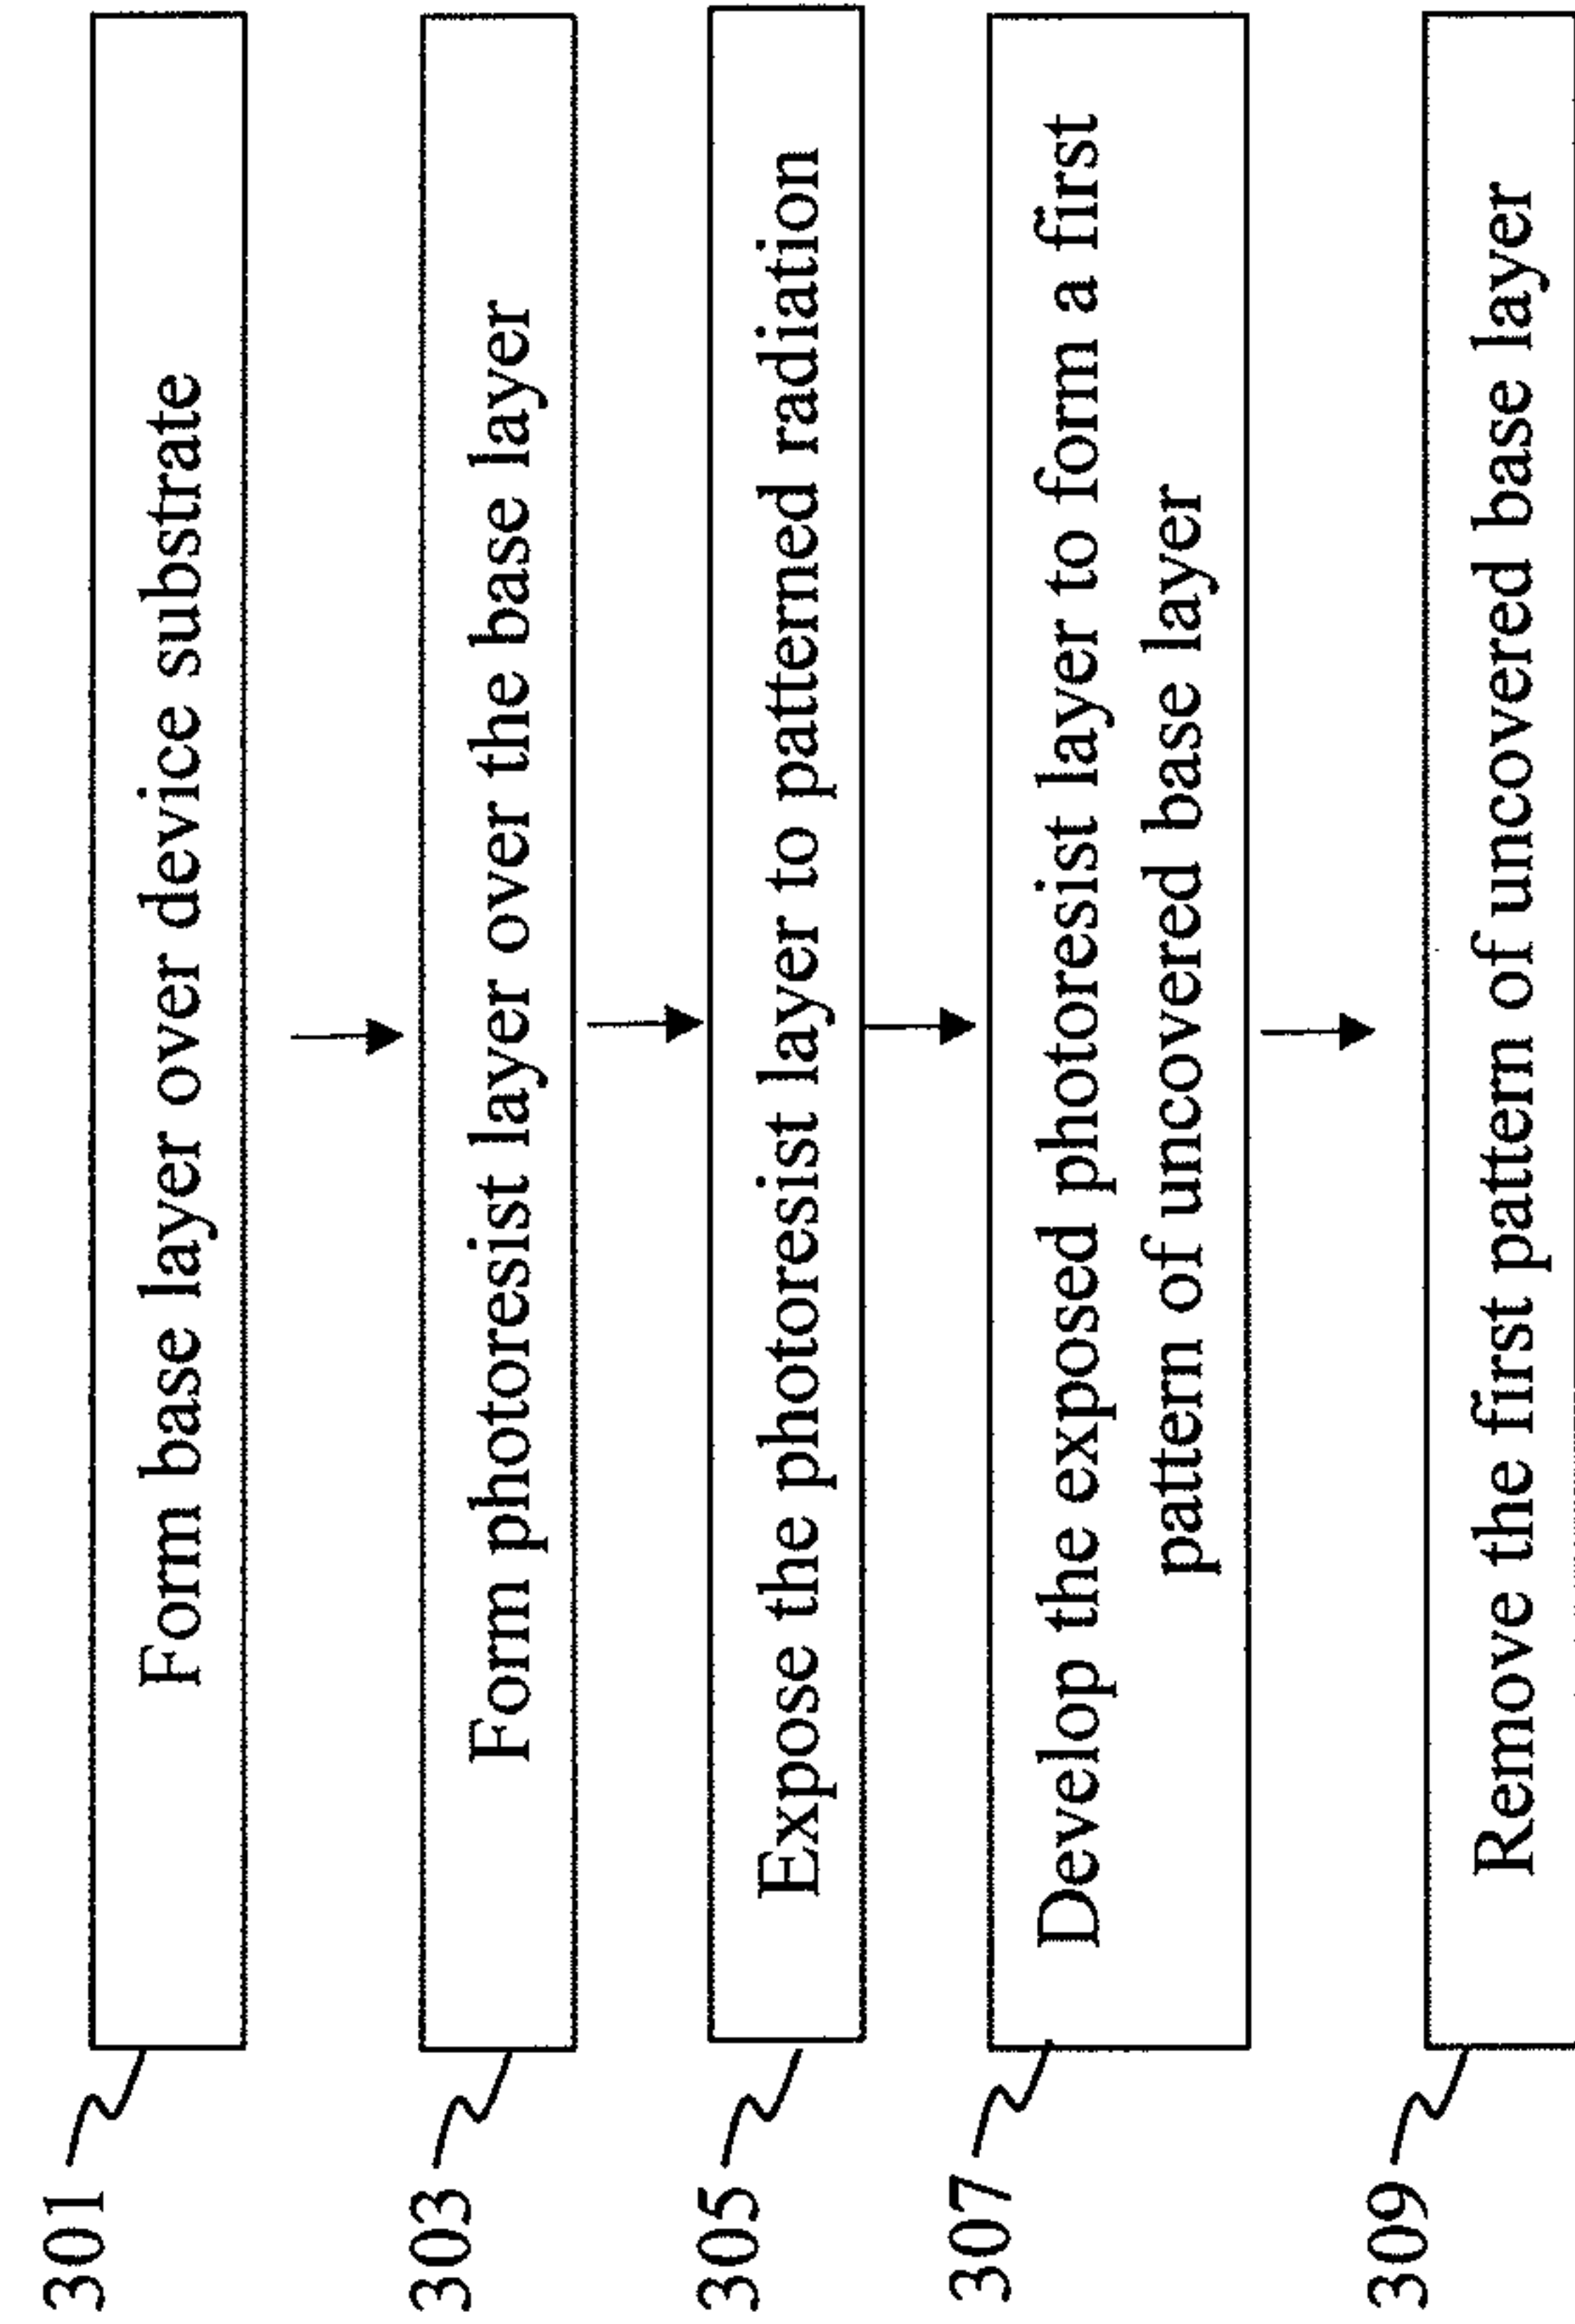 301
Form base layer over device substrate
303
Form photoresist layer over the base layer
305
Expose the photoresist layer to patterned radiation
307
Develop the exposed photoresist layer to form a first
pattern of uncovered base layer
309
Remove the first pattern of uncovered base layer